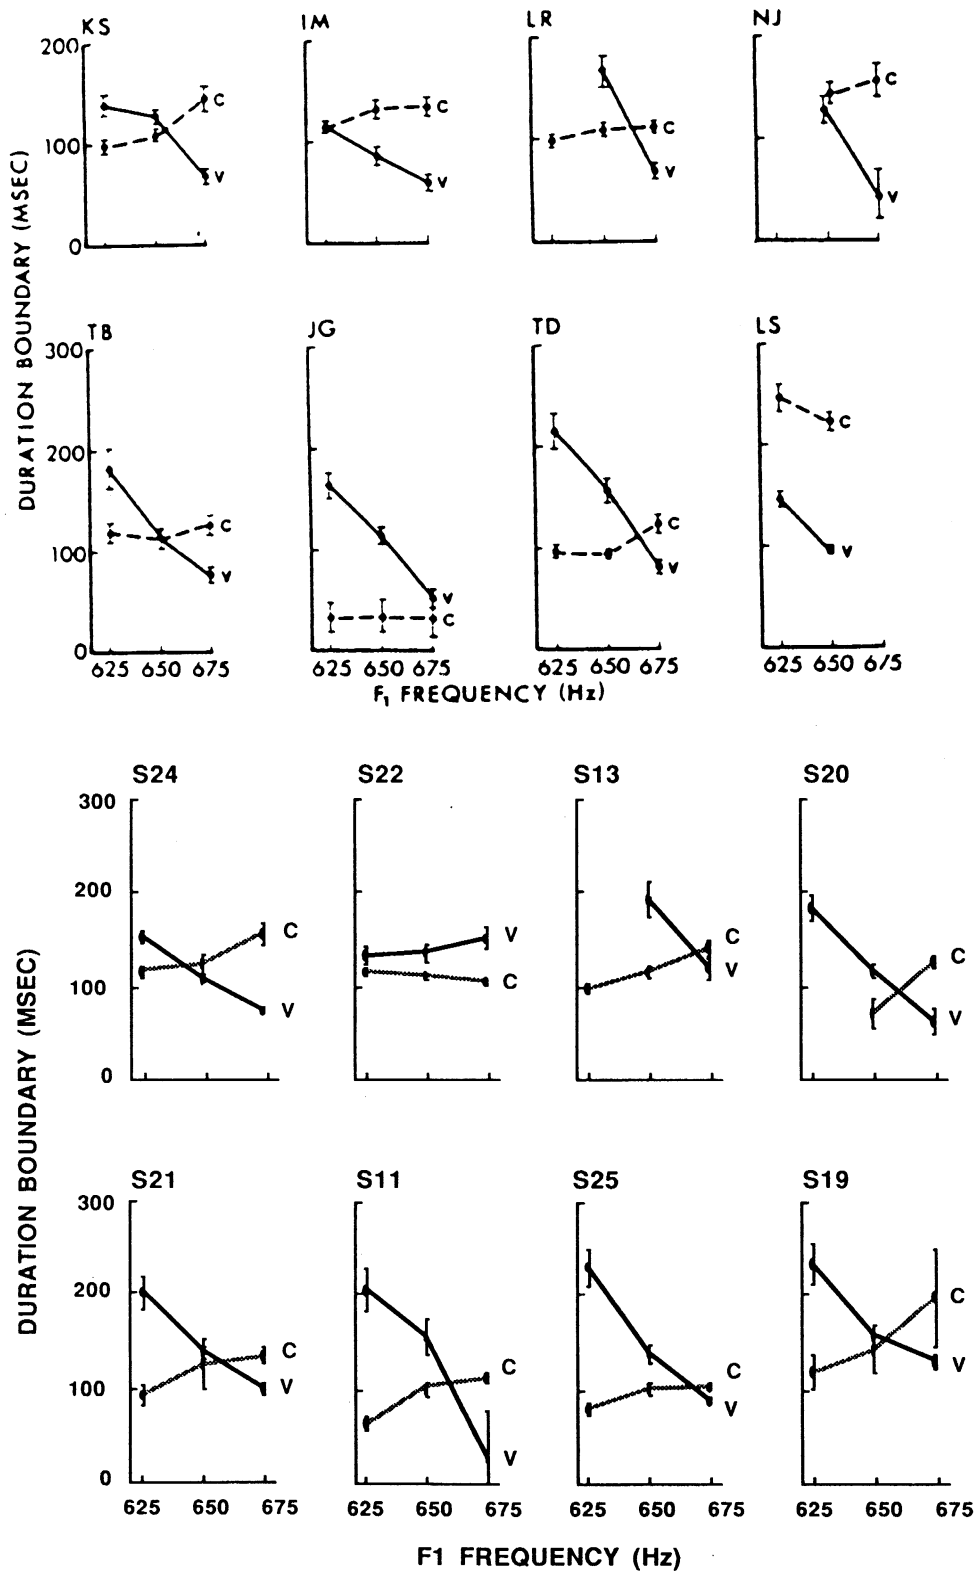 KS IM LR NJ
200
C C C C
100
V V V
0
TB JG TD LS
300
C
200
C C V
100
V V V C
0
625 650 675 625 650 675 625 650 675 625 650 675
F₁ FREQUENCY (Hz)
DURATION BOUNDARY (MSEC)
S24 S22 S13 S20
300
200
C V C C
100
V C V V
0
S21 S11 S25 S19
300
200
C C C C
100
V V V V
0
625 650 675 625 650 675 625 650 675 625 650 675
F1 FREQUENCY (Hz)
DURATION BOUNDARY (MSEC)